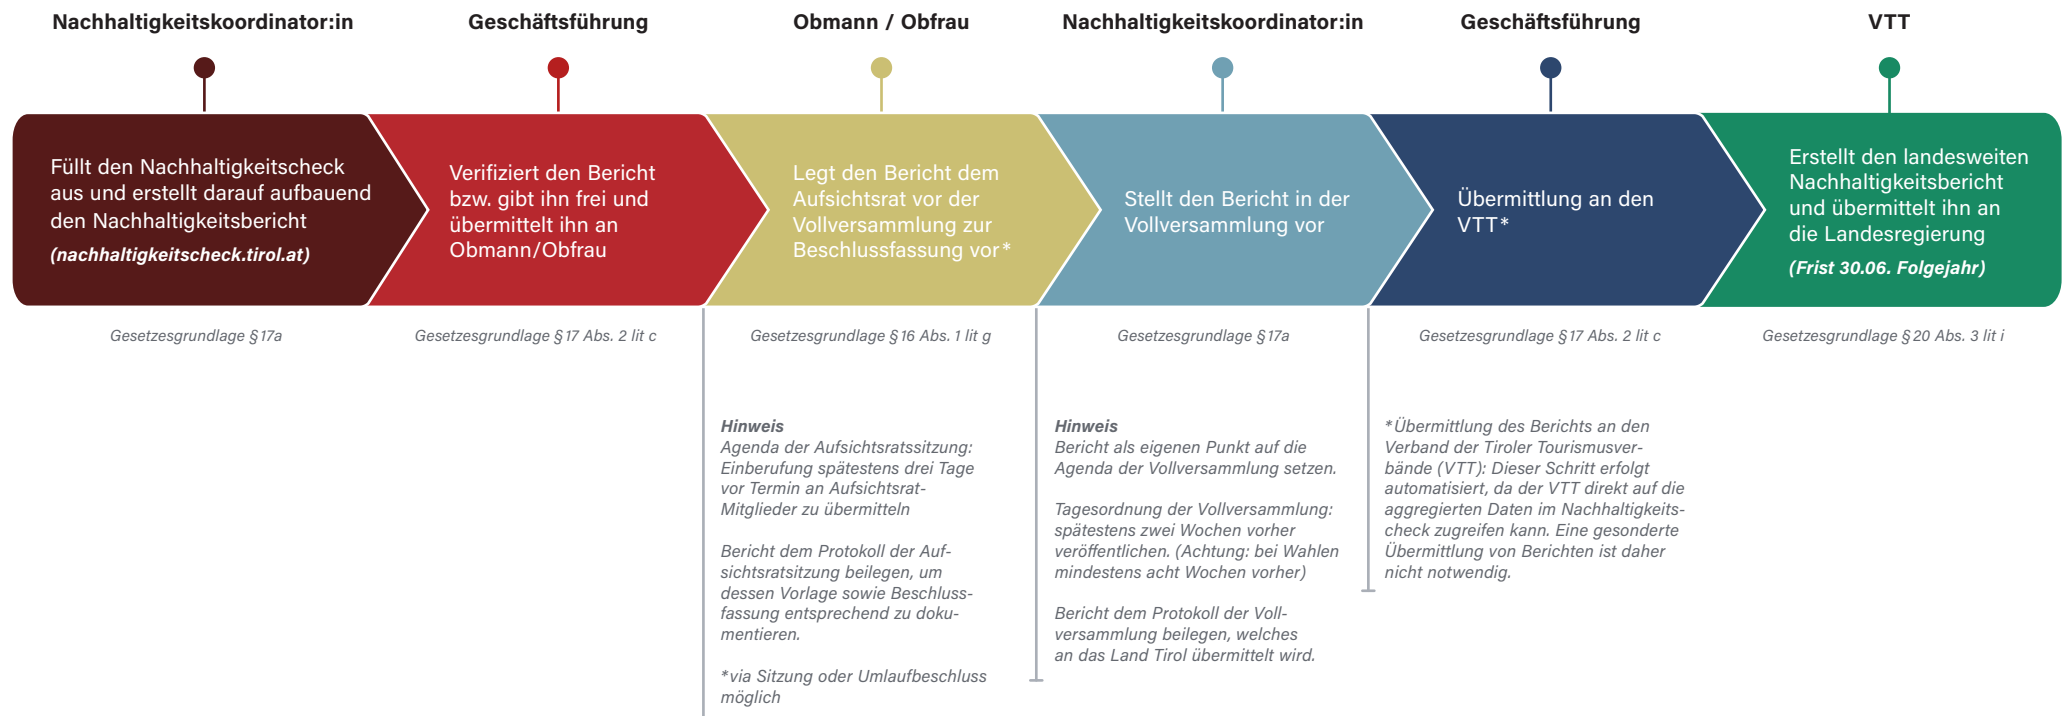 Nachhaltigkeitskoordinator:in
Geschäftsführung
Obmann / Obfrau
Nachhaltigkeitskoordinator:in
Geschäftsführung
VTT
Füllt den Nachhaltigkeitscheck
aus und erstellt darauf aufbauend
den Nachhaltigkeitsbericht
(nachhaltigkeitscheck.tirol.at)
Verifiziert den Bericht
bzw. gibt ihn frei und
übermittelt ihn an
Obmann/Obfrau
Legt den Bericht dem
Aufsichtsrat vor der
Vollversammlung zur
Beschlussfassung vor*
Stellt den Bericht in der
Vollversammlung vor
Übermittlung an den
VTT*
Erstellt den landesweiten
Nachhaltigkeitsbericht
und übermittelt ihn an
die Landesregierung
(Frist 30.06. Folgejahr)
Gesetzesgrundlage §17a
Gesetzesgrundlage §17 Abs. 2 lit c
Gesetzesgrundlage §16 Abs. 1 lit g
Gesetzesgrundlage §17a
Gesetzesgrundlage §17 Abs. 2 lit c
Gesetzesgrundlage §20 Abs. 3 lit i
Hinweis
Agenda der Aufsichtsratssitzung:
Einberufung spätestens drei Tage
vor Termin an Aufsichtsrat-
Mitglieder zu übermitteln
Bericht dem Protokoll der Auf-
sichtsratsitzung beilegen, um
dessen Vorlage sowie Beschluss-
fassung entsprechend zu doku-
mentieren.
*via Sitzung oder Umlaufbeschluss
möglich
Hinweis
Bericht als eigenen Punkt auf die
Agenda der Vollversammlung setzen.
Tagesordnung der Vollversammlung:
spätestens zwei Wochen vorher
veröffentlichen. (Achtung: bei Wahlen
mindestens acht Wochen vorher)
Bericht dem Protokoll der Voll-
versammlung beilegen, welches
an das Land Tirol übermittelt wird.
*Übermittlung des Berichts an den
Verband der Tiroler Tourismusver-
bände (VTT): Dieser Schritt erfolgt
automatisiert, da der VTT direkt auf die
aggregierten Daten im Nachhaltigkeits-
check zugreifen kann. Eine gesonderte
Übermittlung von Berichten ist daher
nicht notwendig.